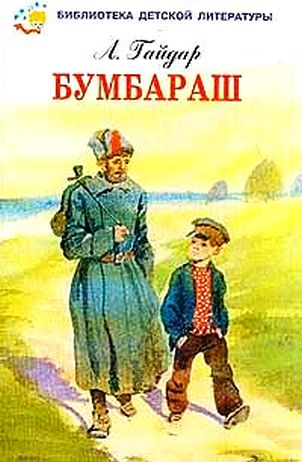 БИБЛИОТЕКА ДЕТСКОЙ ЛИТЕРАТУРЫ
А. Гайдар
БУМБАРАШ